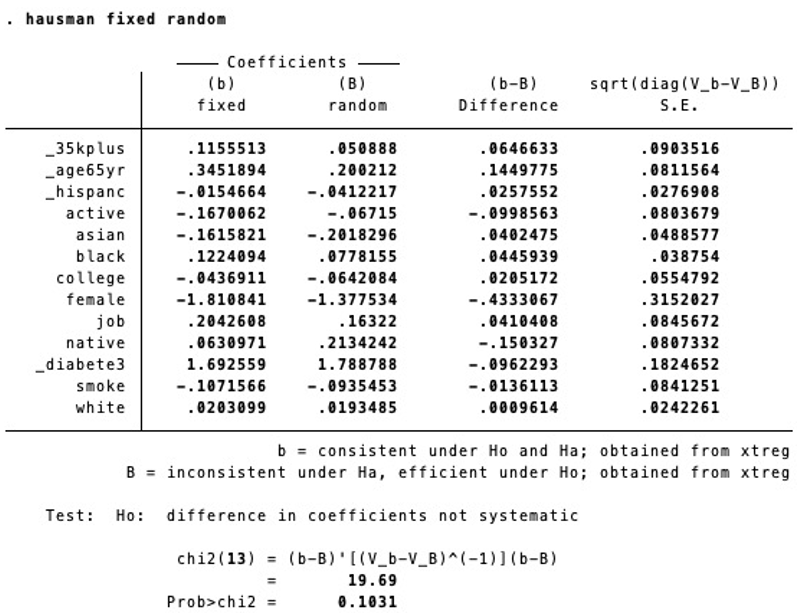 . hausman fixed random
Coefficients
(b) (B) (b-B) sqrt(diag(V_b-V_B))
fixed random Difference S.E.
_35kplus .1155513 .050888 .0646633 .0903516
_age65yr .3451894 .200212 .1449775 .0811564
_hispanc -.0154664 -.0412217 .0257552 .0276908
active -.1670062 -.06715 -.0998563 .0803679
asian -.1615821 -.2018296 .0402475 .0488577
black .1224094 .0778155 .0445939 .038754
college -.0436911 -.0642084 .0205172 .0554792
female -1.810841 -1.377534 -.4333067 .3152027
job .2042608 .16322 .0410408 .0845672
native .0630971 .2134242 -.150327 .0807332
_diabete3 1.692559 1.788788 -.0962293 .1824652
smoke -.1071566 -.0935453 -.0136113 .0841251
white .0203099 .0193485 .0009614 .0242261
b = consistent under Ho and Ha; obtained from xtreg
B = inconsistent under Ha, efficient under Ho; obtained from xtreg
Test: Ho: difference in coefficients not systematic
chi2(13) = (b-B)'[(V_b-V_B)^(-1)](b-B)
= 19.69
Prob>chi2 = 0.1031